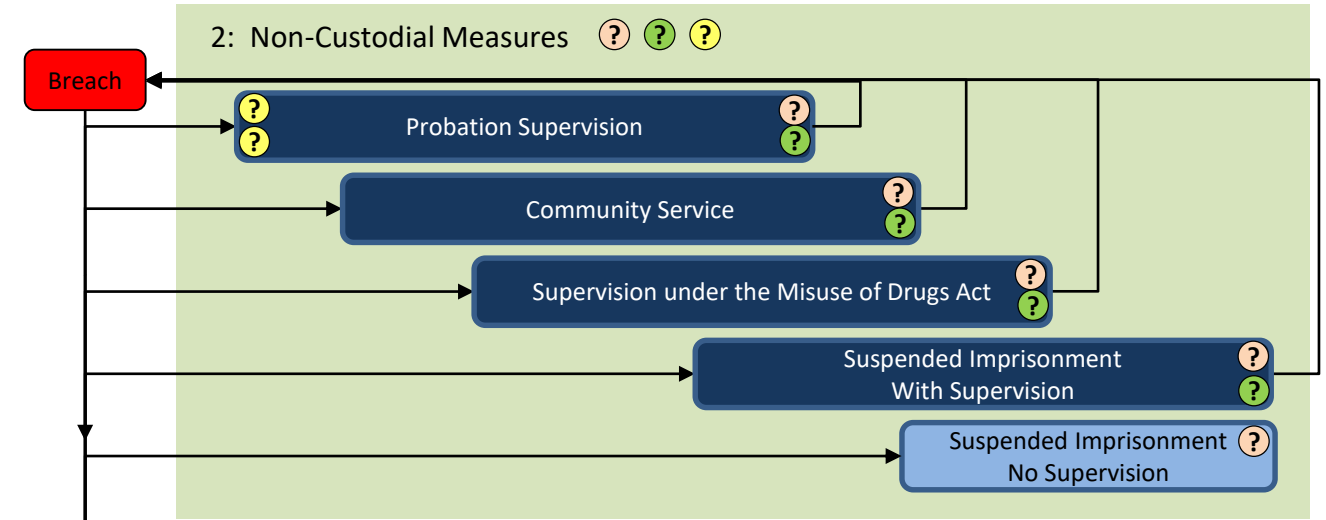 2: Non-Custodial Measures ? ? ?
Breach
? Probation Supervision ?
? ?
Community Service ?
?
Supervision under the Misuse of Drugs Act ?
?
Suspended Imprisonment ?
With Supervision ?
Suspended Imprisonment ?
No Supervision